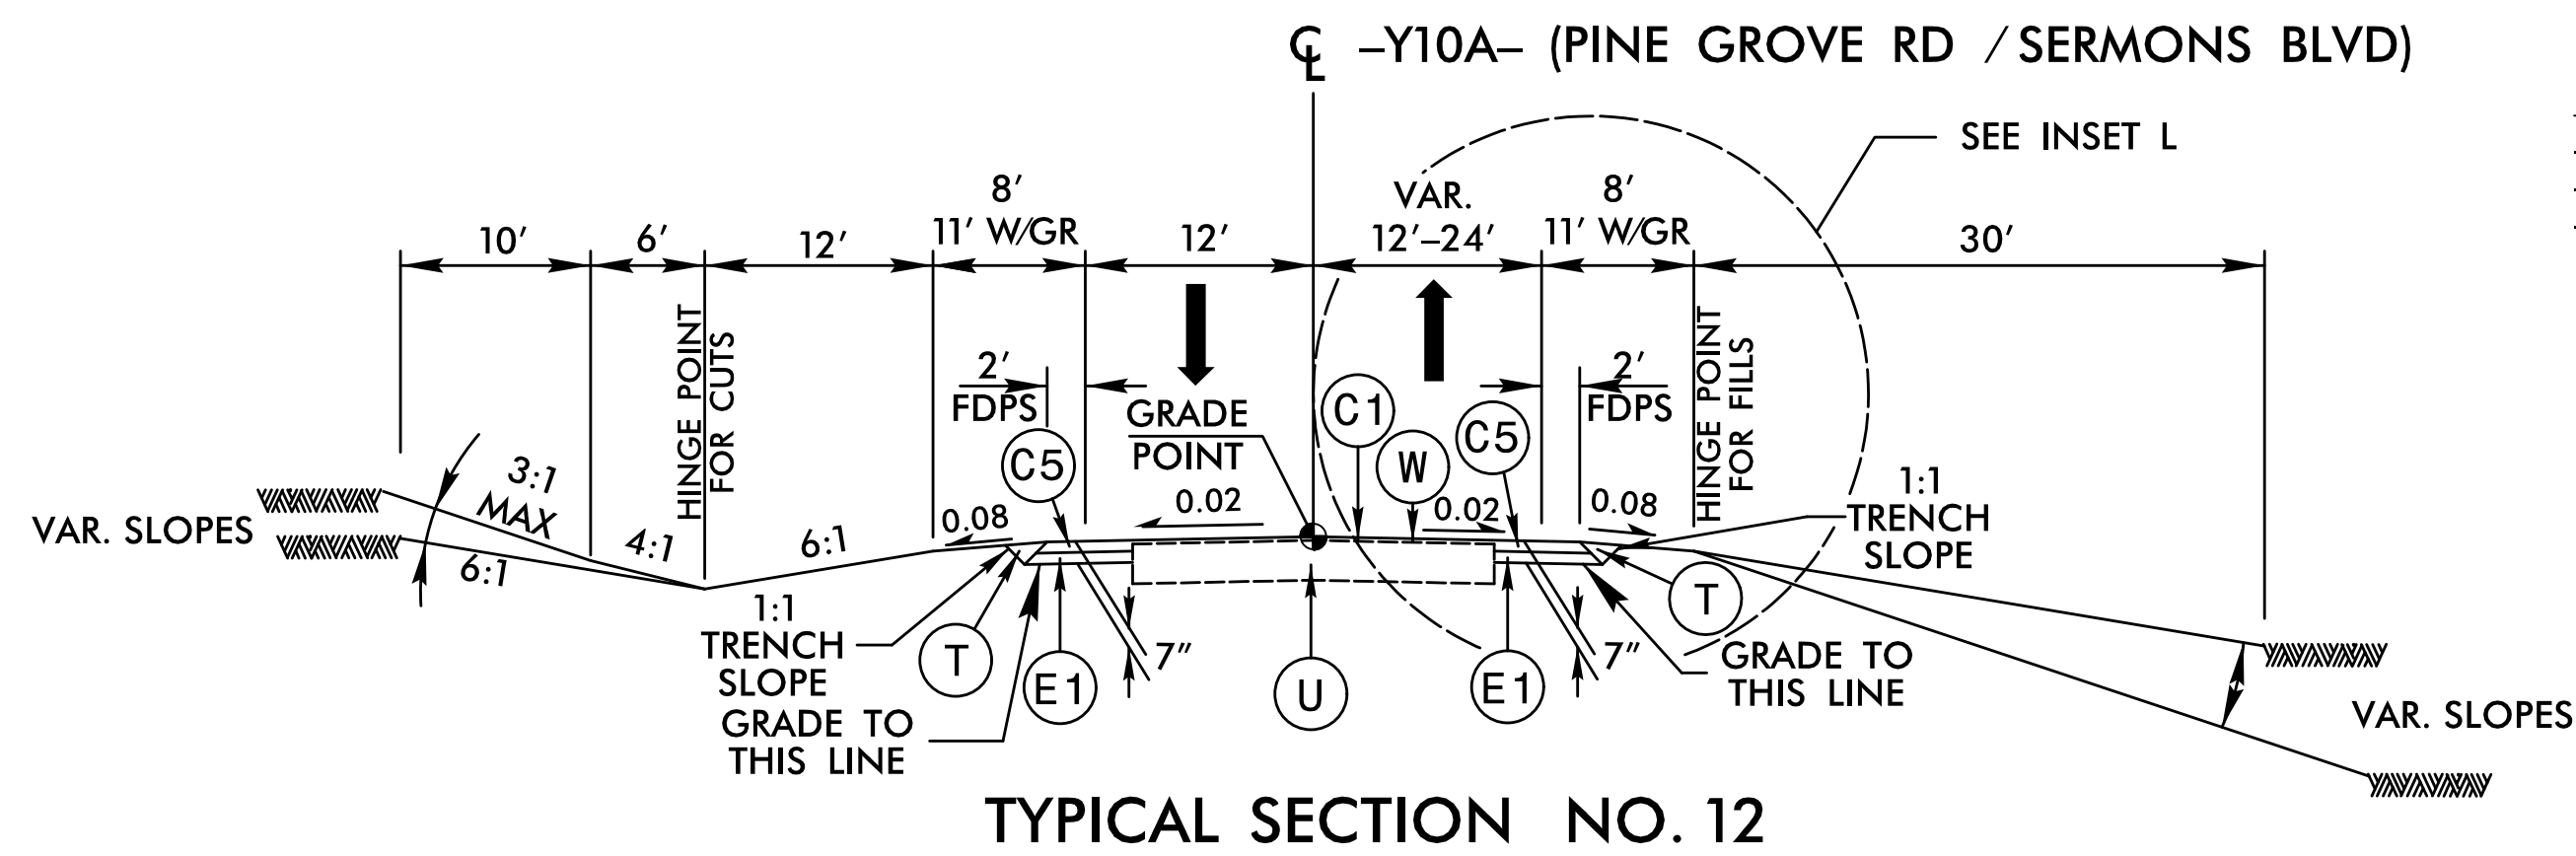 ℄ –Y10A– (PINE GROVE RD / SERMONS BLVD)
SEE INSET L
10'
6'
12'
8'
11' W/GR
12'
VAR.
12'–24'
8'
11' W/GR
30'
HINGE POINT
FOR CUTS
2'
FDPS
GRADE
POINT
C5
C1
W
C5
2'
FDPS
HINGE POINT
FOR FILLS
VAR. SLOPES
3:1
MAX
6:1
4:1
6:1
0.08
0.02
0.02
0.08
1:1
TRENCH
SLOPE
1:1
TRENCH
SLOPE
T
E1
7"
U
E1
7"
T
GRADE TO
THIS LINE
GRADE TO
THIS LINE
VAR. SLOPES
TYPICAL SECTION NO. 12